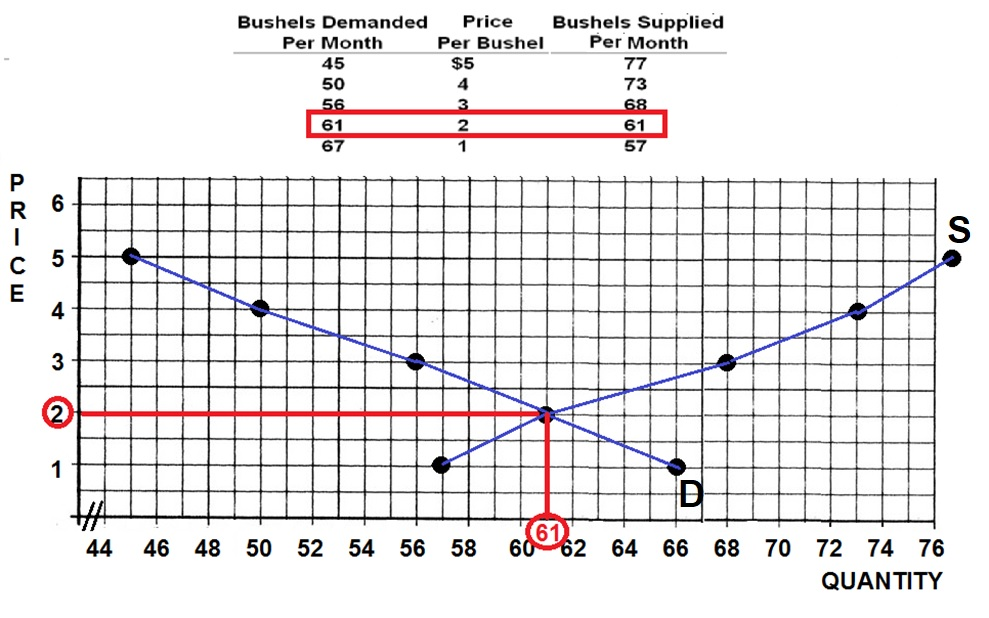 Bushels Demanded Price Bushels Supplied
Per Month Per Bushel Per Month
45 $5 77
50 4 73
56 3 68
61 2 61
67 1 57
PRICE
6
5
4
3
2
1
S
D
44 46 48 50 52 54 56 58 60 61 62 64 66 68 70 72 74 76
QUANTITY